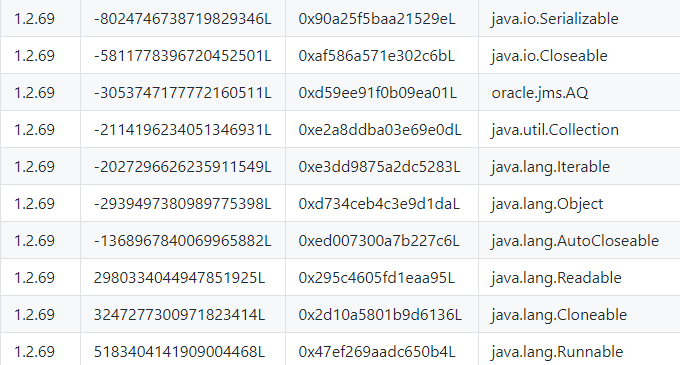 1.2.69 -8024746738719829346L 0x90a25f5baa21529eL java.io.Serializable
1.2.69 -5811778396720452501L 0xaf586a571e302c6bL java.io.Closeable
1.2.69 -3053747177772160511L 0xd59ee91f0b09ea01L oracle.jms.AQ
1.2.69 -2114196234051346931L 0xe2a8ddba03e69e0dL java.util.Collection
1.2.69 -2027296626235911549L 0xe3dd9875a2dc5283L java.lang.Iterable
1.2.69 -2939497380989775398L 0xd734ceb4c3e9d1daL java.lang.Object
1.2.69 -1368967840069965882L 0xed007300a7b227c6L java.lang.AutoCloseable
1.2.69 2980334044947851925L 0x295c4605fd1eaa95L java.lang.Readable
1.2.69 3247277300971823414L 0x2d10a5801b9d6136L java.lang.Cloneable
1.2.69 5183404141909004468L 0x47ef269aadc650b4L java.lang.Runnable